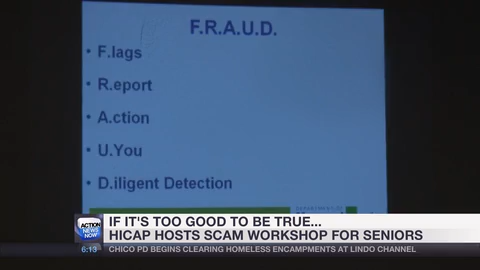 F.R.A.U.D.
• F.lags
• R.eport
• A.ction
• U.You
• D.iligent Detection
IF IT'S TOO GOOD TO BE TRUE...
HICAP HOSTS SCAM WORKSHOP FOR SENIORS
ACTION
NEWS
NOW
6:13
CHICO PD BEGINS CLEARING HOMELESS ENCAMPMENTS AT LINDO CHANNEL